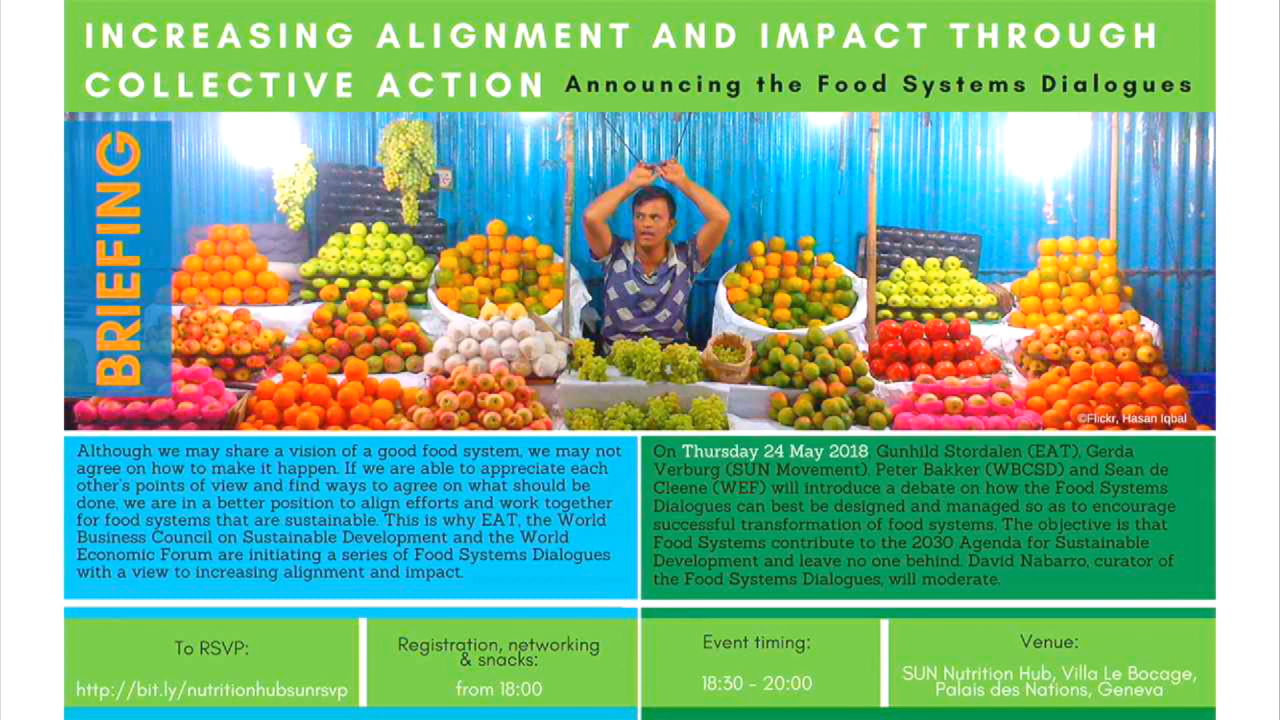 INCREASING ALIGNMENT AND IMPACT THROUGH
COLLECTIVE ACTION Announcing the Food Systems Dialogues
BRIEFING
©Flickr, Hasan Iqbal
Although we may share a vision of a good food system, we may not
agree on how to make it happen. If we are able to appreciate each
other's points of view and find ways to agree on what should be
done, we are in a better position to align efforts and work together
for food systems that are sustainable. This is why EAT, the World
Business Council on Sustainable Development and the World
Economic Forum are initiating a series of Food Systems Dialogues
with a view to increasing alignment and impact.
On Thursday 24 May 2018, Gunhild Stordalen (EAT), Gerda
Verburg (SUN Movement), Peter Bakker (WBCSD) and Sean de
Cleene (WEF) will introduce a debate on how the Food Systems
Dialogues can best be designed and managed so as to encourage
successful transformation of food systems. The objective is that
Food Systems contribute to the 2030 Agenda for Sustainable
Development and leave no one behind. David Nabarro, curator of
the Food Systems Dialogues, will moderate.
To RSVP:
http://bit.ly/nutritionhubsunrsvp
Registration, networking
& snacks:
from 18:00
Event timing:
18:30 - 20:00
Venue:
SUN Nutrition Hub, Villa Le Bocage,
Palais des Nations, Geneva